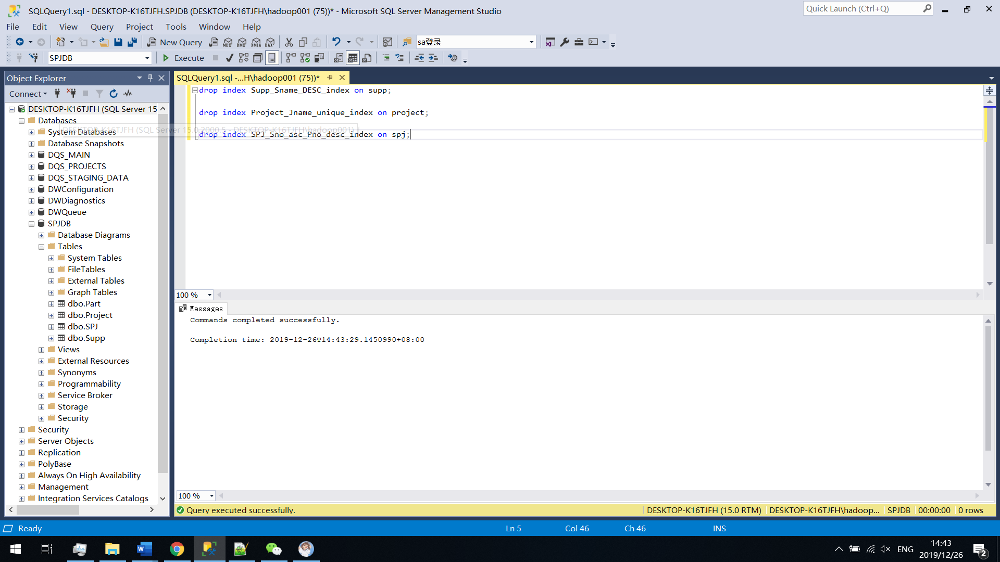 SQLQuery1.sql - DESKTOP-K16TJFH.SPJDB (DESKTOP-K16TJFH\hadoop001 (75))* - Microsoft SQL Server Management Studio
Quick Launch (Ctrl+Q)
File Edit View Query Project Tools Window Help
New Query
MDX DMX XMLA DAX
sa登录
SPJDB
Execute
Object Explorer
SQLQuery1.sql -...H\hadoop001 (75))*
Connect
DESKTOP-K16TJFH (SQL Server 15
Databases
System Databases
DESKTOP-K16TJFH (SQL Server 15.0.2000.5 - DESKTOP-K16TJFH\hadoop001)
Database Snapshots
DQS_MAIN
DQS_PROJECTS
DQS_STAGING_DATA
DWConfiguration
DWDiagnostics
DWQueue
SPJDB
Database Diagrams
Tables
System Tables
FileTables
External Tables
Graph Tables
dbo.Part
dbo.Project
dbo.SPJ
dbo.Supp
Views
External Resources
Synonyms
Programmability
Service Broker
Storage
Security
Security
Server Objects
Replication
PolyBase
Always On High Availability
Management
Integration Services Catalogs
drop index Supp_Sname_DESC_index on supp;
drop index Project_Jname_unique_index on project;
drop index SPJ_Sno_asc_Pno_desc_index on spj;
100 %
Messages
Commands completed successfully.
Completion time: 2019-12-26T14:43:29.1450990+08:00
100 %
Query executed successfully.
DESKTOP-K16TJFH (15.0 RTM)
DESKTOP-K16TJFH\hadoop...
SPJDB
00:00:00
0 rows
Ready
Ln 5
Col 46
Ch 46
INS
ENG
14:43
2019/12/26
2